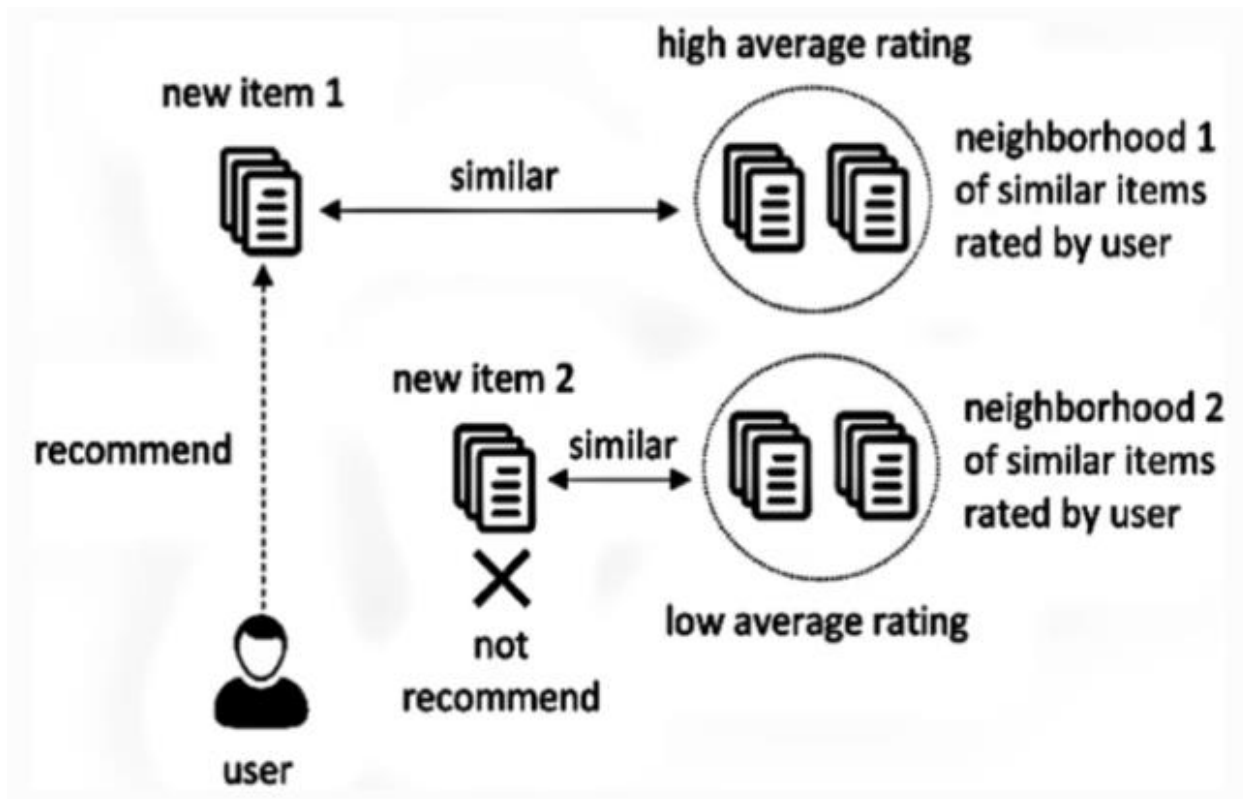 high average rating
new item 1
neighborhood 1
of similar items
rated by user
similar
new item 2
neighborhood 2
of similar items
rated by user
similar
recommend
low average rating
not
recommend
user